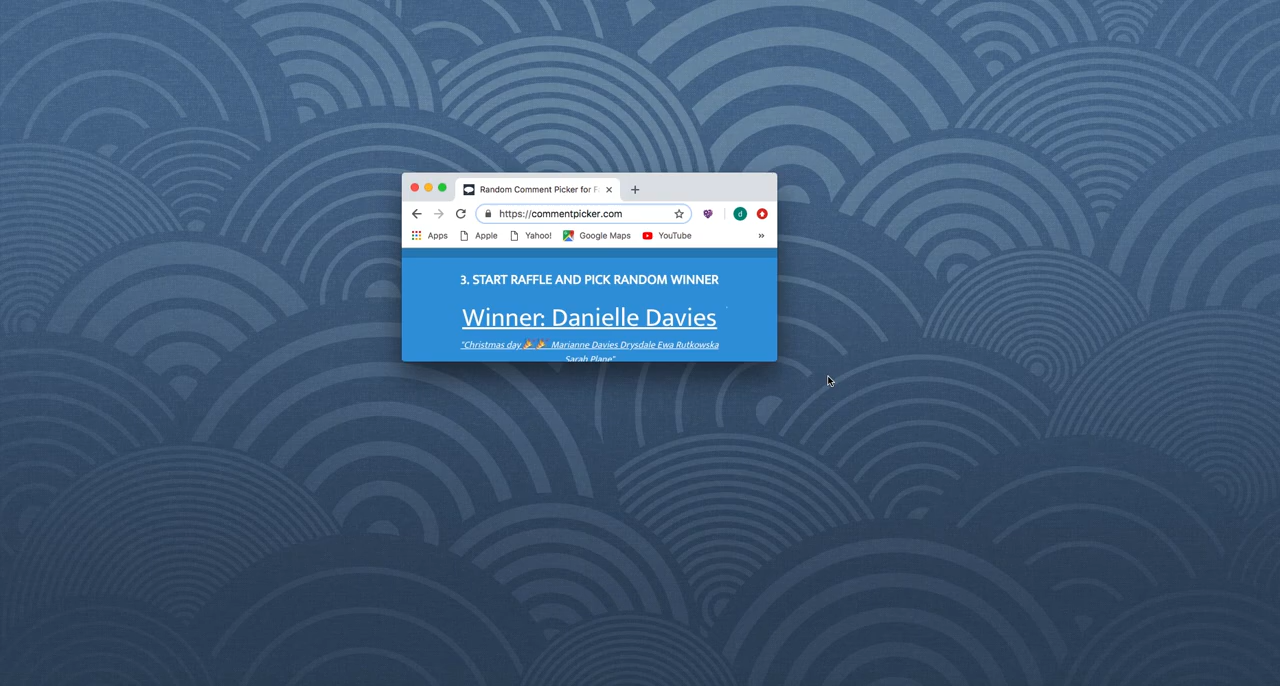 Random Comment Picker for F
https://commentpicker.com
d
Apps Apple Yahoo! Google Maps YouTube »
3. START RAFFLE AND PICK RANDOM WINNER
Winner: Danielle Davies
"Christmas day 🎉🎉 Marianne Davies Drysdale Ewa Rutkowska
Sarah Plane"